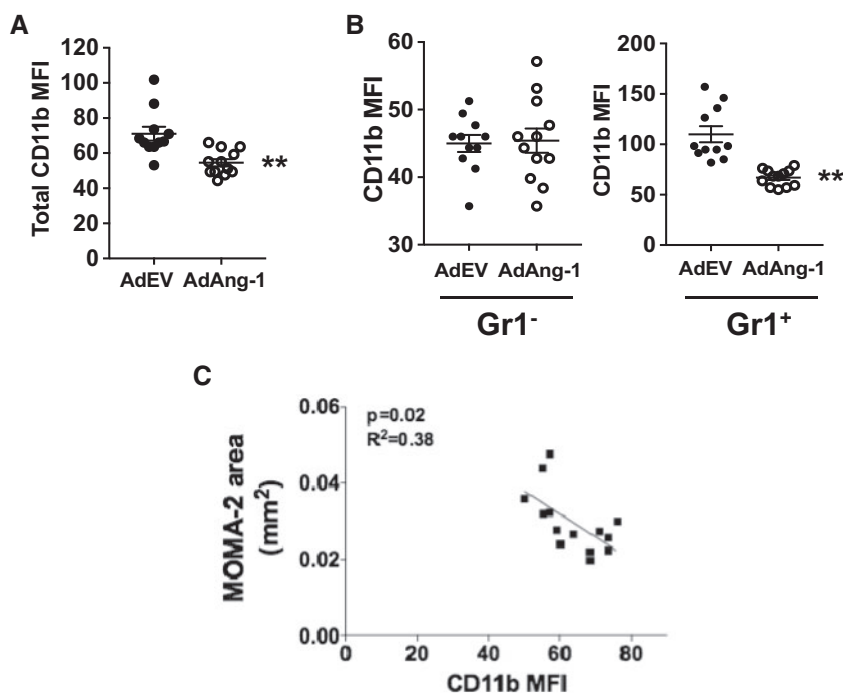 A
Total CD11b MFI
120
100
80
60
40
20
0
**
AdEV AdAng-1
B
CD11b MFI
60
50
40
30
AdEV AdAng-1
Gr1-
CD11b MFI
200
150
100
50
0
**
AdEV AdAng-1
Gr1+
C
MOMA-2 area
(mm²)
0.06
0.04
0.02
0.00
p=0.02
R²=0.38
0 20 40 60 80
CD11b MFI